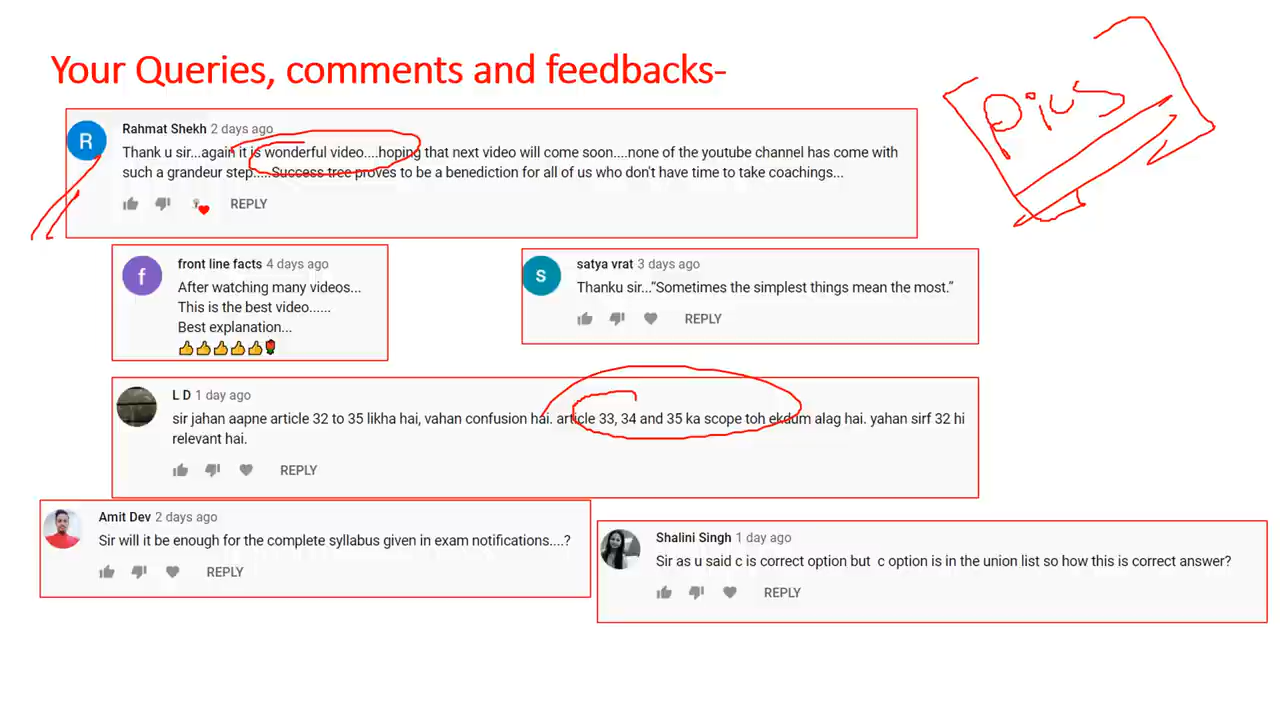 Your Queries, comments and feedbacks-
R
Rahmat Shekh 2 days ago
Thank u sir...again it is wonderful video....hoping that next video will come soon....none of the youtube channel has come with
such a grandeur step.....Success tree proves to be a benediction for all of us who don't have time to take coachings...
REPLY
f
front line facts 4 days ago
After watching many videos...
This is the best video......
Best explanation...
👍👍👍👍👍🌹
REPLY
S
satya vrat 3 days ago
Thanku sir...“Sometimes the simplest things mean the most.”
REPLY
L D 1 day ago
sir jahan aapne article 32 to 35 likha hai, vahan confusion hai. article 33, 34 and 35 ka scope toh ekdum alag hai. yahan sirf 32 hi
relevant hai.
REPLY
Amit Dev 2 days ago
Sir will it be enough for the complete syllabus given in exam notifications....?
REPLY
Shalini Singh 1 day ago
Sir as u said c is correct option but c option is in the union list so how this is correct answer?
REPLY